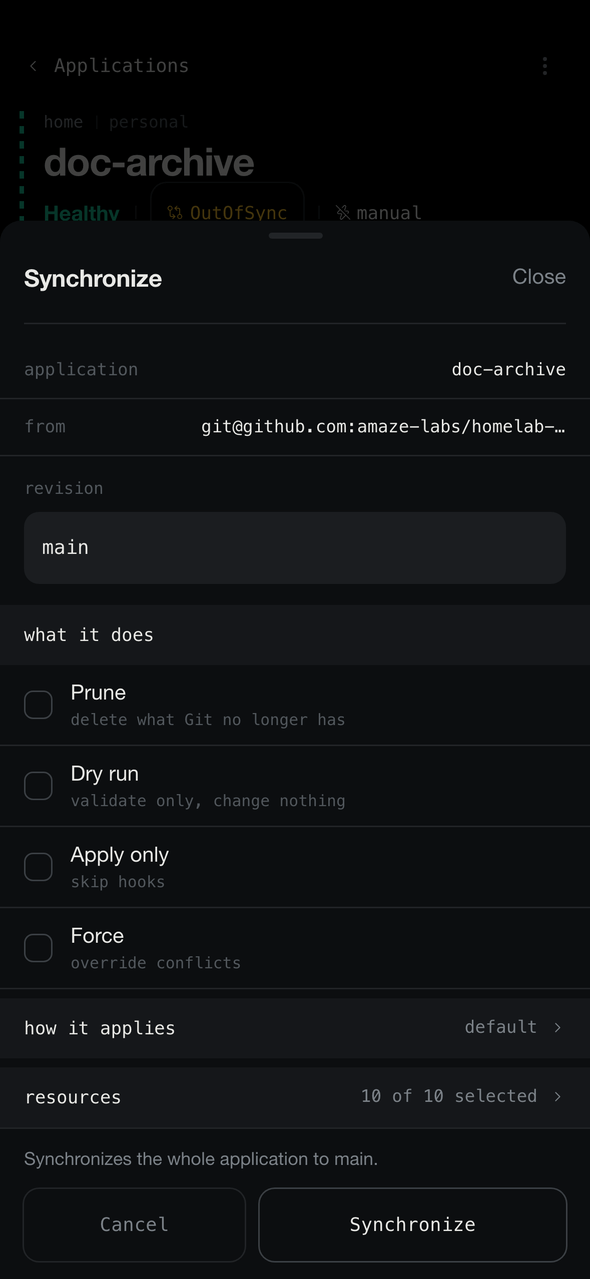 Applications
home | personal
doc-archive
Healthy | OutOfSync | manual
Synchronize
Close
application
doc-archive
from
git@github.com:amaze-labs/homelab-…
revision
main
what it does
Prune
delete what Git no longer has
Dry run
validate only, change nothing
Apply only
skip hooks
Force
override conflicts
how it applies
default
resources
10 of 10 selected
Synchronizes the whole application to main.
Cancel
Synchronize